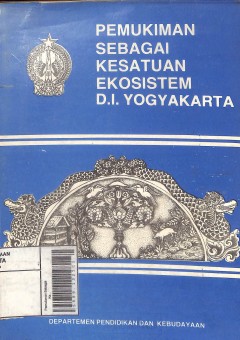 PEMUKIMAN
SEBAGAI
KESATUAN
EKOSISTEM
D.I. YOGYAKARTA
DEPARTEMEN PENDIDIKAN DAN KEBUDAYAAN